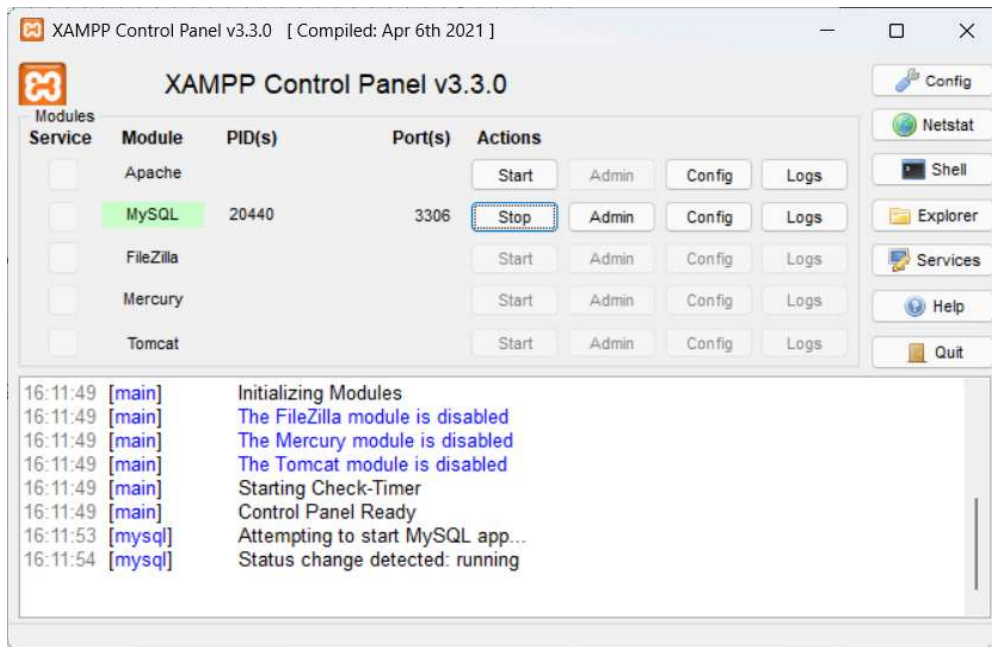 XAMPP Control Panel v3.3.0 [ Compiled: Apr 6th 2021 ]
XAMPP Control Panel v3.3.0
Config
Modules
Service Module PID(s) Port(s) Actions
Netstat
Apache Start Admin Config Logs
Shell
MySQL 20440 3306 Stop Admin Config Logs
Explorer
FileZilla Start Admin Config Logs
Services
Mercury Start Admin Config Logs
Help
Tomcat Start Admin Config Logs
Quit
16:11:49 [main] Initializing Modules
16:11:49 [main] The FileZilla module is disabled
16:11:49 [main] The Mercury module is disabled
16:11:49 [main] The Tomcat module is disabled
16:11:49 [main] Starting Check-Timer
16:11:49 [main] Control Panel Ready
16:11:53 [mysql] Attempting to start MySQL app...
16:11:54 [mysql] Status change detected: running